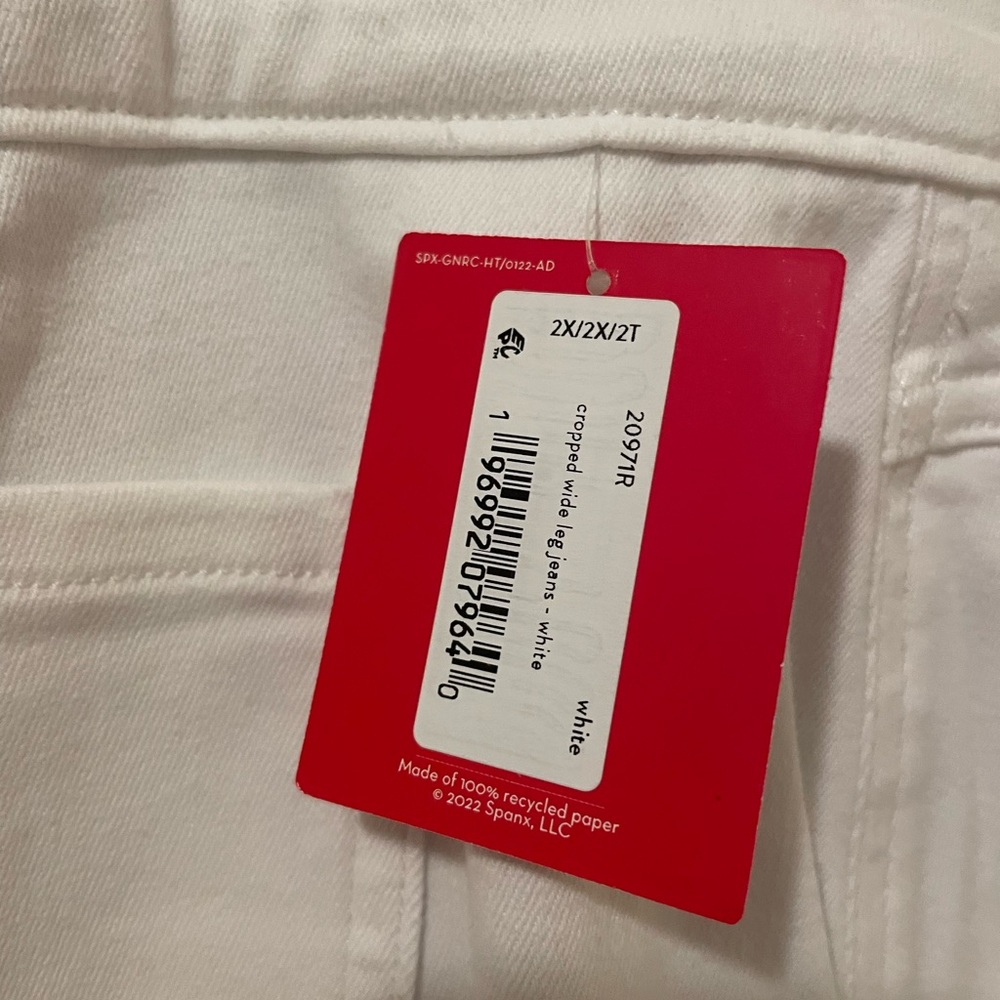 SPX-GNRC-HT/0122-AD
2X/2X/2T
EPC™
20971R
cropped wide leg jeans - white
white
1 96992 07964 0
Made of 100% recycled paper
© 2022 Spanx, LLC